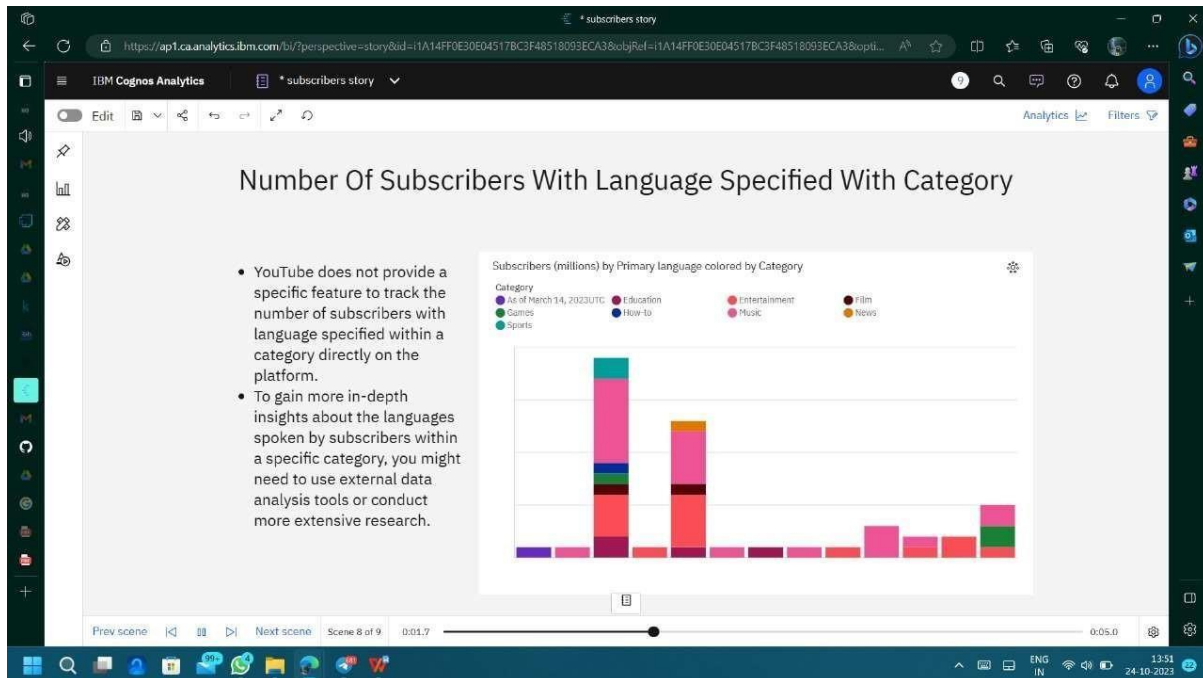 * subscribers story
https://ap1.ca.analytics.ibm.com/bi/?perspective=story&id=i1A14FF0E30E04517BC3F48518093ECA3&objRef=i1A14FF0E30E04517BC3F48518093ECA3&opti...
IBM Cognos Analytics
* subscribers story
9
Edit
Analytics
Filters
Number Of Subscribers With Language Specified With Category
• YouTube does not provide a
specific feature to track the
number of subscribers with
language specified within a
category directly on the
platform.
• To gain more in-depth
insights about the languages
spoken by subscribers within
a specific category, you might
need to use external data
analysis tools or conduct
more extensive research.
Subscribers (millions) by Primary language colored by Category
Category
As of March 14, 2023UTC Education Entertainment Film
Games How-to Music News
Sports
Prev scene Next scene Scene 8 of 9 0:01.7 0:05.0
99+
ENG
IN
13:51
24-10-2023
22